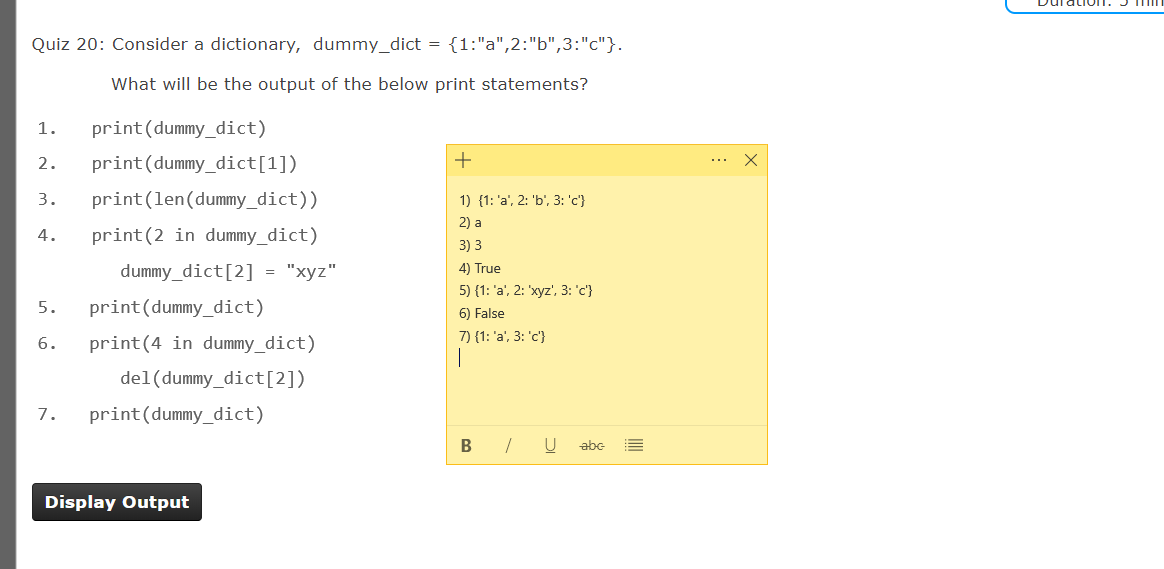 Duration: 5 min
Quiz 20: Consider a dictionary, dummy_dict = {1:"a",2:"b",3:"c"}.
What will be the output of the below print statements?
1. print(dummy_dict)
2. print(dummy_dict[1])
3. print(len(dummy_dict))
4. print(2 in dummy_dict)
dummy_dict[2] = "xyz"
5. print(dummy_dict)
6. print(4 in dummy_dict)
del(dummy_dict[2])
7. print(dummy_dict)
1) {1: 'a', 2: 'b', 3: 'c'}
2) a
3) 3
4) True
5) {1: 'a', 2: 'xyz', 3: 'c'}
6) False
7) {1: 'a', 3: 'c'}
B / U abc
Display Output